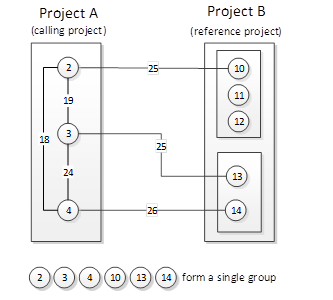 Project A
(calling project)
Project B
(reference project)
2
25
10
19
11
12
18
3
25
24
13
4
26
14
2 3 4 10 13 14 form a single group